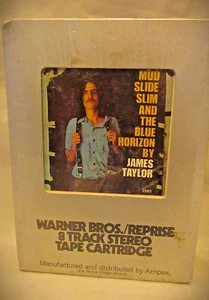 MUD
SLIDE
SLIM
AND
THE
BLUE
HORIZON
BY
JAMES
TAYLOR
WARNER BROS./REPRISE
8 TRACK STEREO
TAPE CARTRIDGE
Manufactured and distributed by Ampex,